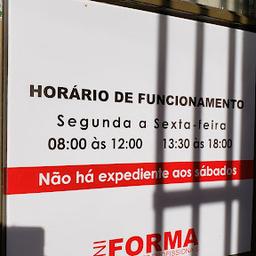 HORÁRIO DE FUNCIONAMENTO
Segunda a Sexta-feira
08:00 às 12:00 13:30 às 18:00
Não há expediente aos sábados
UNI FORMA